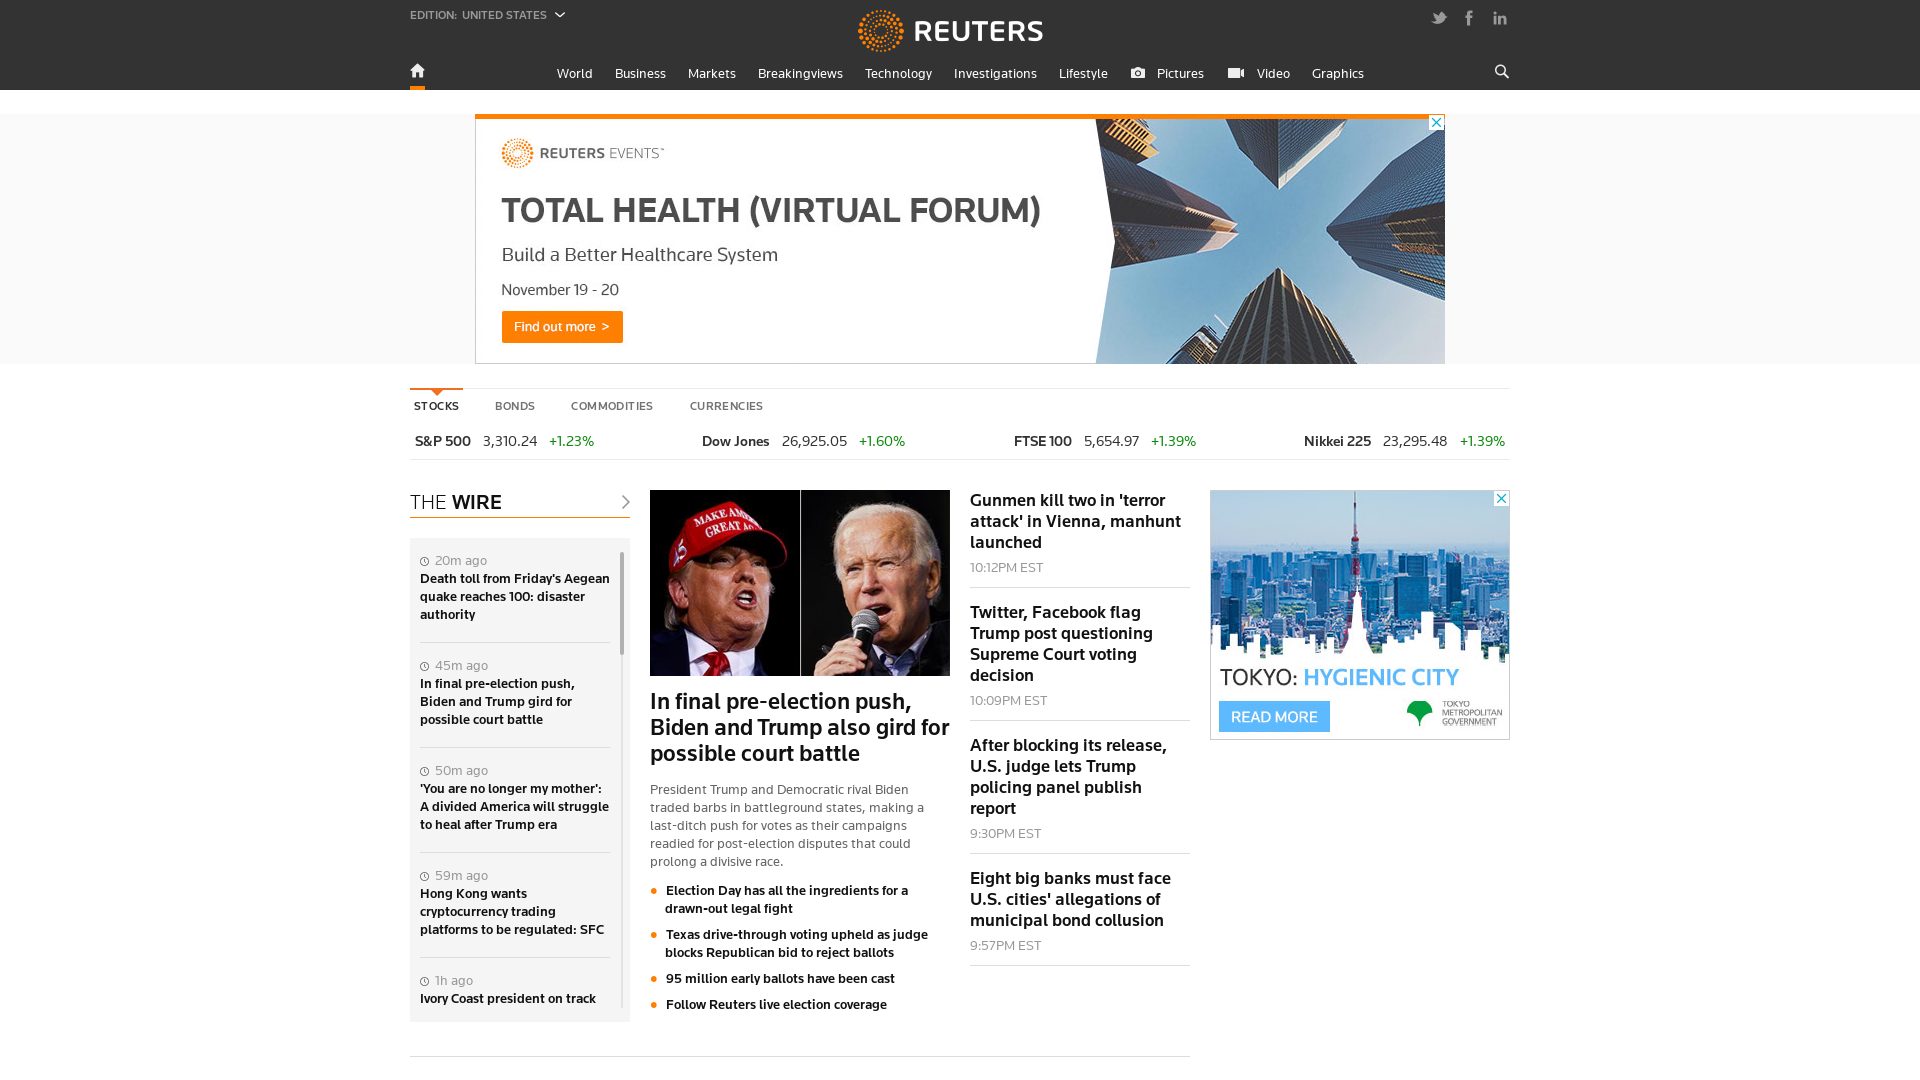 EDITION: UNITED STATES
REUTERS
World Business Markets Breakingviews Technology Investigations Lifestyle Pictures Video Graphics
REUTERS EVENTS™
TOTAL HEALTH (VIRTUAL FORUM)
Build a Better Healthcare System
November 19 - 20
Find out more >
STOCKS BONDS COMMODITIES CURRENCIES
S&P 500 3,310.24 +1.23% Dow Jones 26,925.05 +1.60% FTSE 100 5,654.97 +1.39% Nikkei 225 23,295.48 +1.39%
THE WIRE
20m ago
Death toll from Friday's Aegean
quake reaches 100: disaster
authority
45m ago
In final pre-election push,
Biden and Trump gird for
possible court battle
50m ago
'You are no longer my mother':
A divided America will struggle
to heal after Trump era
59m ago
Hong Kong wants
cryptocurrency trading
platforms to be regulated: SFC
1h ago
Ivory Coast president on track
MAKE AMERICA
GREAT AGAIN
45
In final pre-election push,
Biden and Trump also gird for
possible court battle
President Trump and Democratic rival Biden
traded barbs in battleground states, making a
last-ditch push for votes as their campaigns
readied for post-election disputes that could
prolong a divisive race.
Election Day has all the ingredients for a
drawn-out legal fight
Texas drive-through voting upheld as judge
blocks Republican bid to reject ballots
95 million early ballots have been cast
Follow Reuters live election coverage
Gunmen kill two in 'terror
attack' in Vienna, manhunt
launched
10:12PM EST
Twitter, Facebook flag
Trump post questioning
Supreme Court voting
decision
10:09PM EST
After blocking its release,
U.S. judge lets Trump
policing panel publish
report
9:30PM EST
Eight big banks must face
U.S. cities' allegations of
municipal bond collusion
9:57PM EST
TOKYO: HYGIENIC CITY
READ MORE
TOKYO
METROPOLITAN
GOVERNMENT